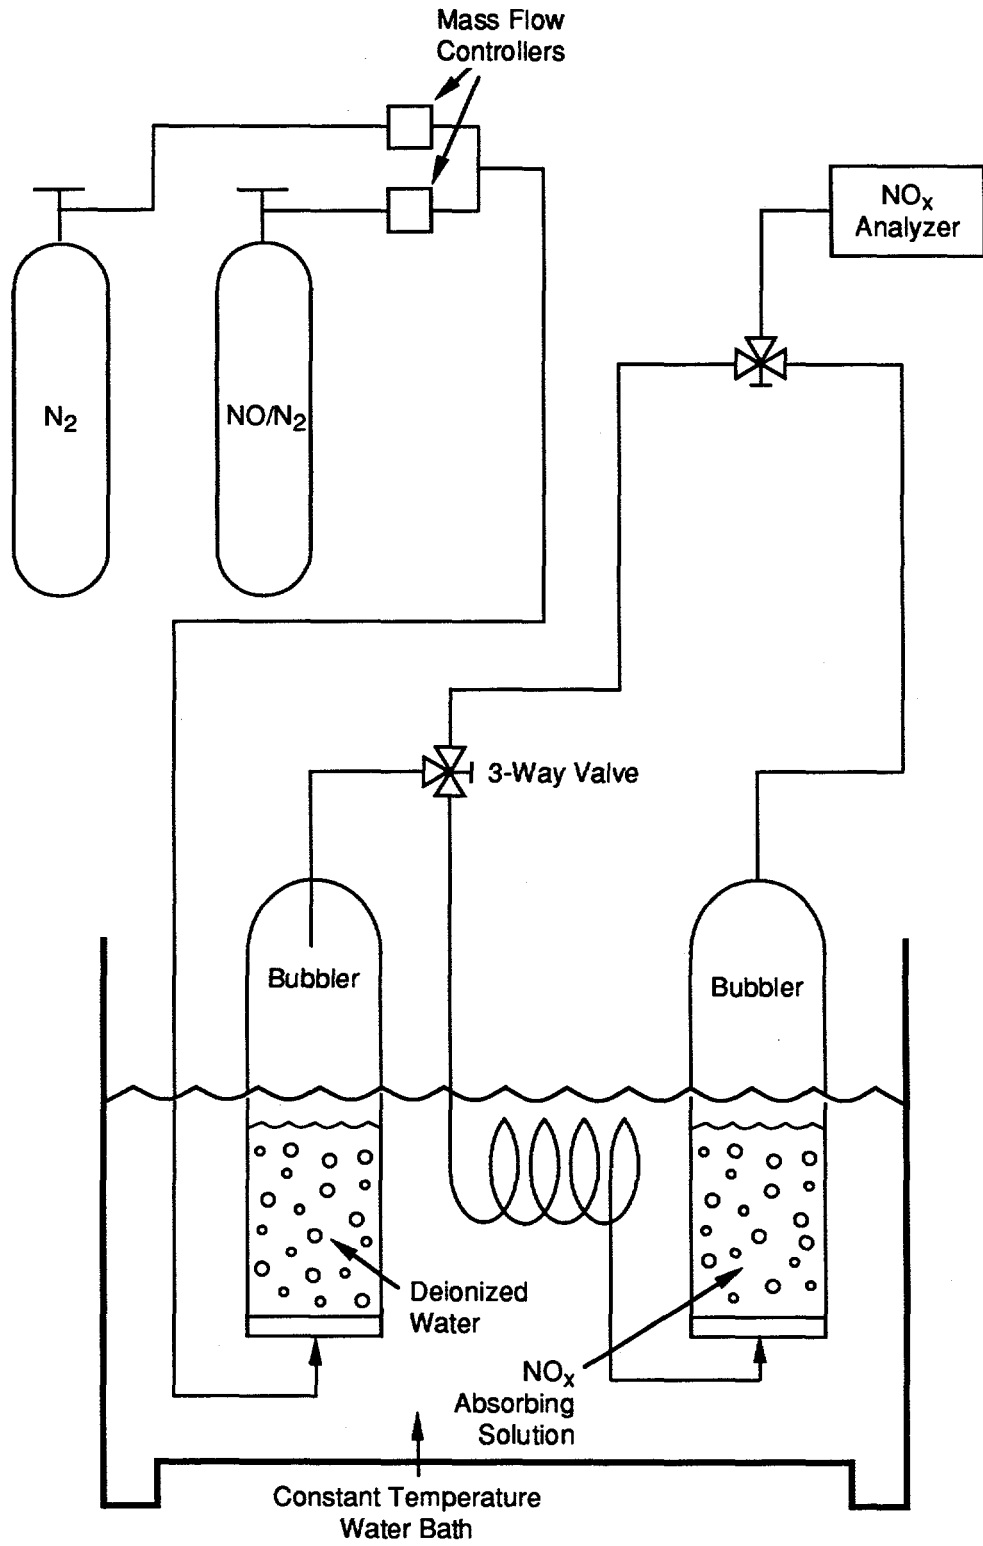 Mass Flow
Controllers
NOx
Analyzer
N2
NO/N2
3-Way Valve
Bubbler
Bubbler
Deionized
Water
NOx
Absorbing
Solution
Constant Temperature
Water Bath